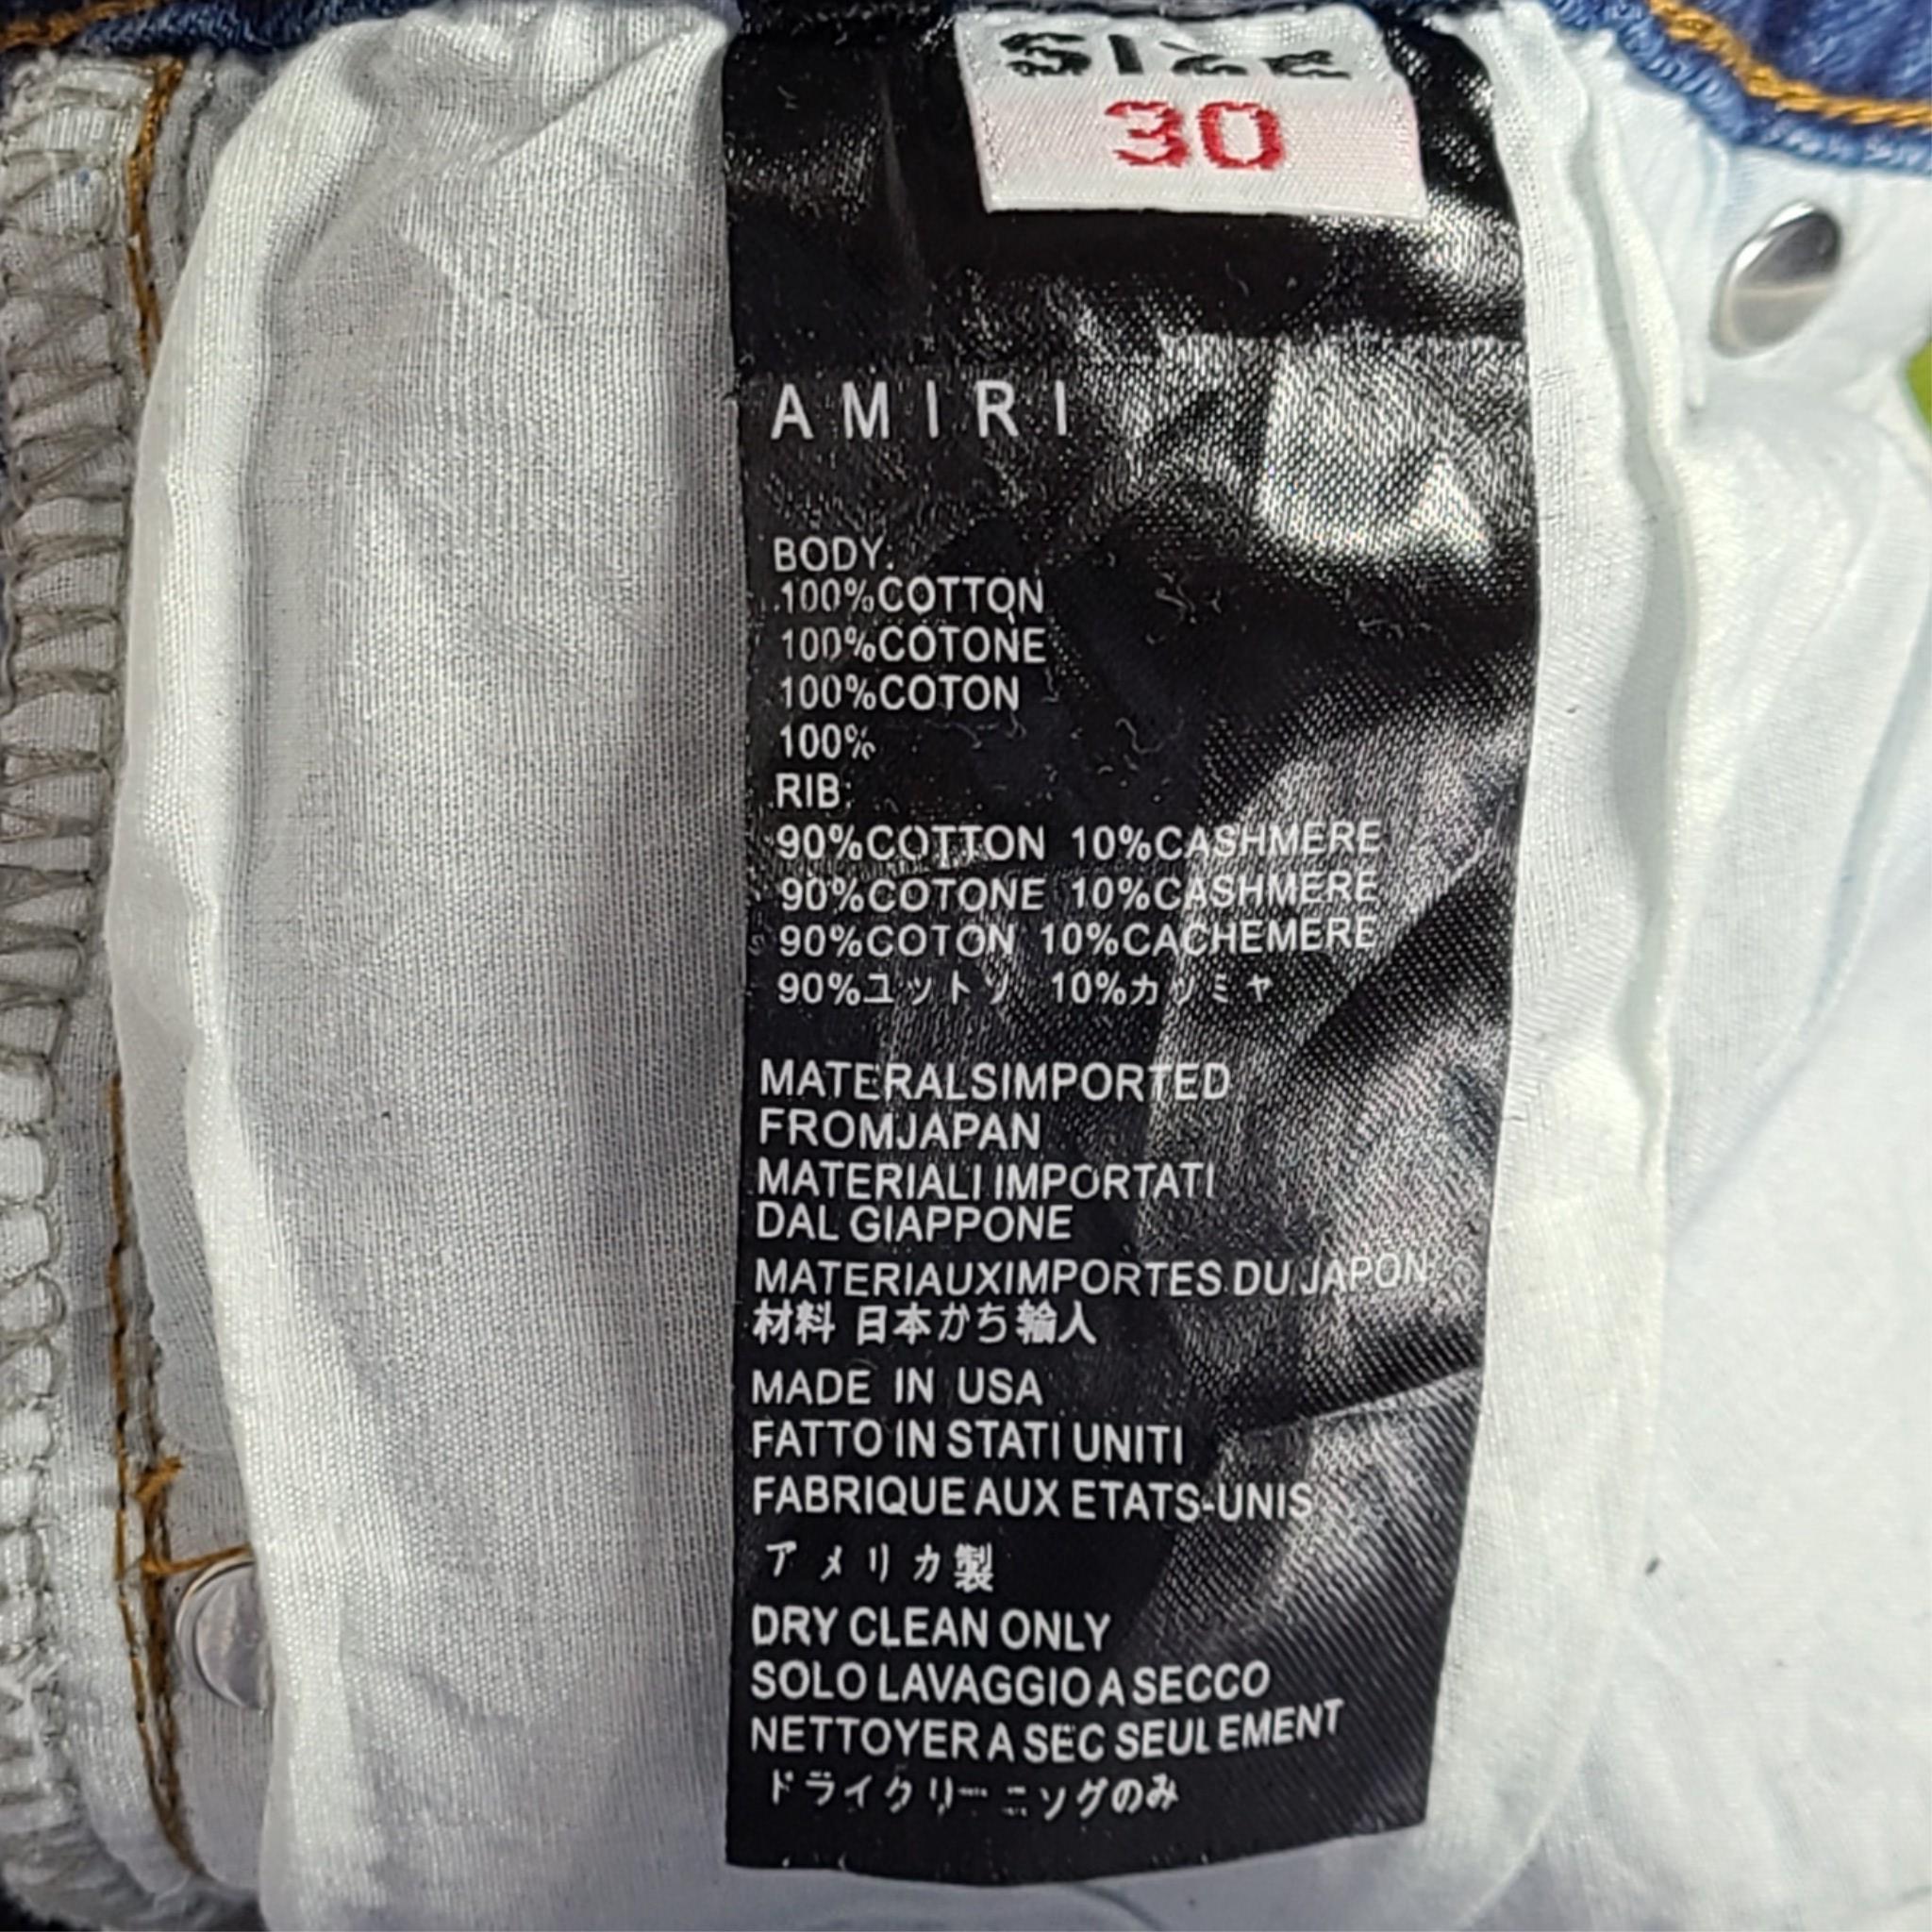 Size
30
AMIRI
BODY:
100%COTTON
100%COTONE
100%COTON
100%
RIB:
90%COTTON 10%CASHMERE
90%COTONE 10%CASHMERE
90%COTON 10%CACHEMERE
90%ユットソ 10%カツミヤ
MATERALSIMPORTED
FROMJAPAN
MATERIALI IMPORTATI
DAL GIAPPONE
MATERIAUXIMPORTES DU JAPON
材料 日本かち輸入
MADE IN USA
FATTO IN STATI UNITI
FABRIQUE AUX ETATS-UNIS
アメリカ製
DRY CLEAN ONLY
SOLO LAVAGGIO A SECCO
NETTOYER A SEC SEULEMENT
ドライクリーニソグのみ